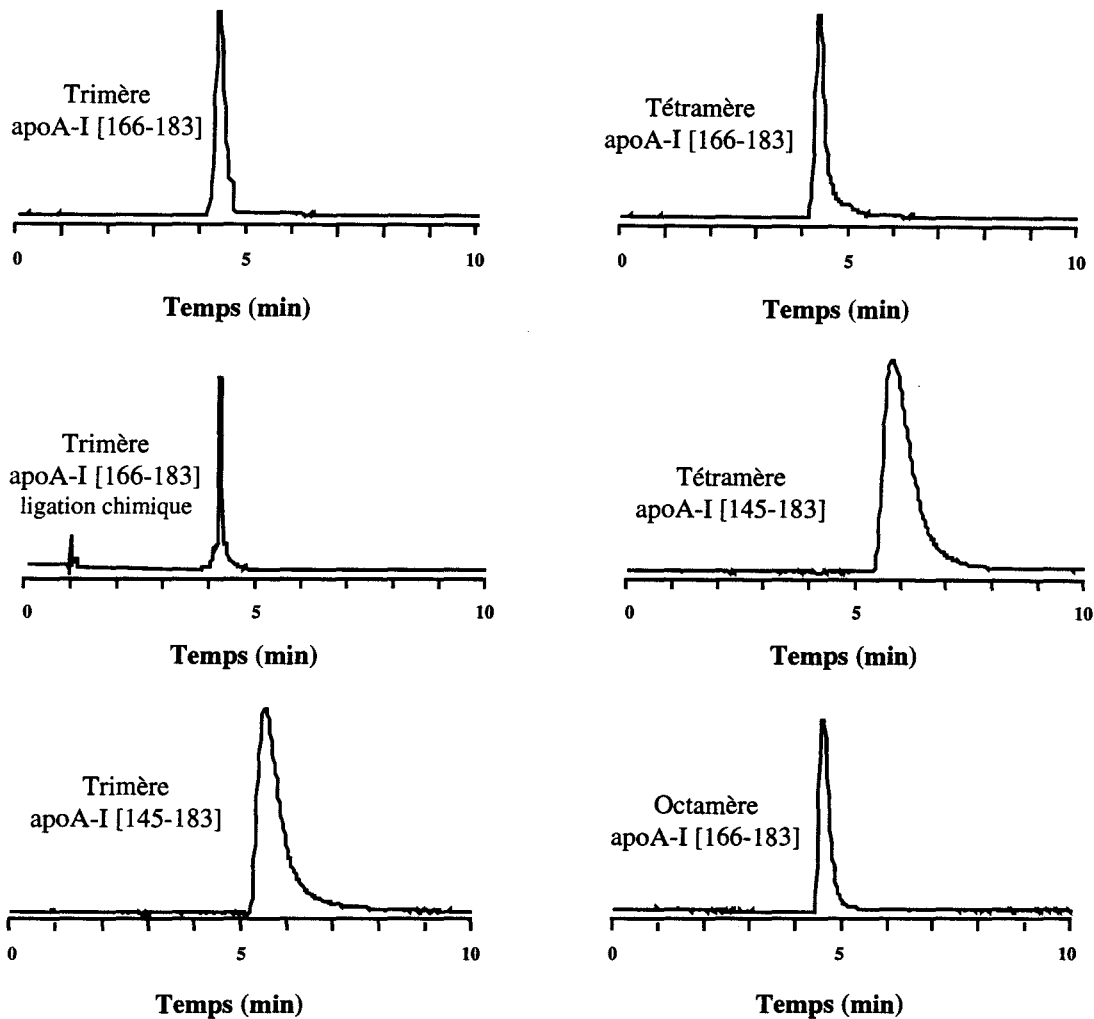 Trimère
apoA-I [166-183]
0 5 10
Temps (min)
Tétramère
apoA-I [166-183]
0 5 10
Temps (min)
Trimère
apoA-I [166-183]
ligation chimique
0 5 10
Temps (min)
Tétramère
apoA-I [145-183]
0 5 10
Temps (min)
Trimère
apoA-I [145-183]
0 5 10
Temps (min)
Octamère
apoA-I [166-183]
0 5 10
Temps (min)